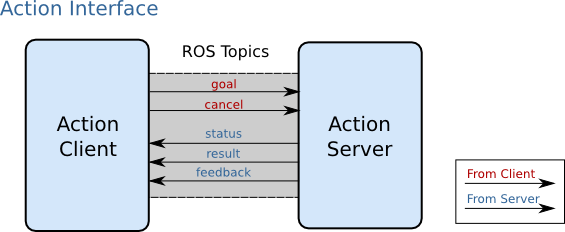 Action Interface
ROS Topics
Action
Client
goal
cancel
status
result
feedback
Action
Server
From Client
From Server